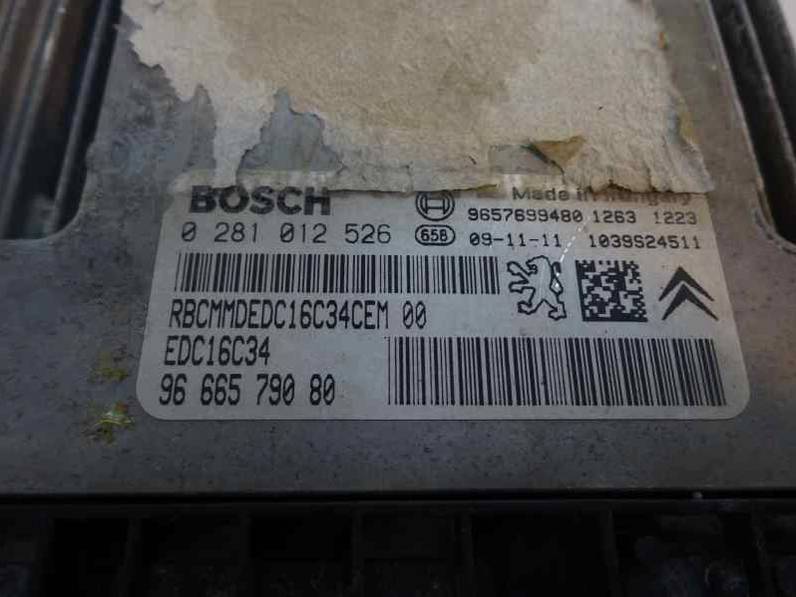 BOSCH Made in Hungary
9657699480 1263 1223
0 281 012 526 658 09-11-11 1039S24511
RBCMMDEDC16C34CEM 00
EDC16C34
96 665 790 80